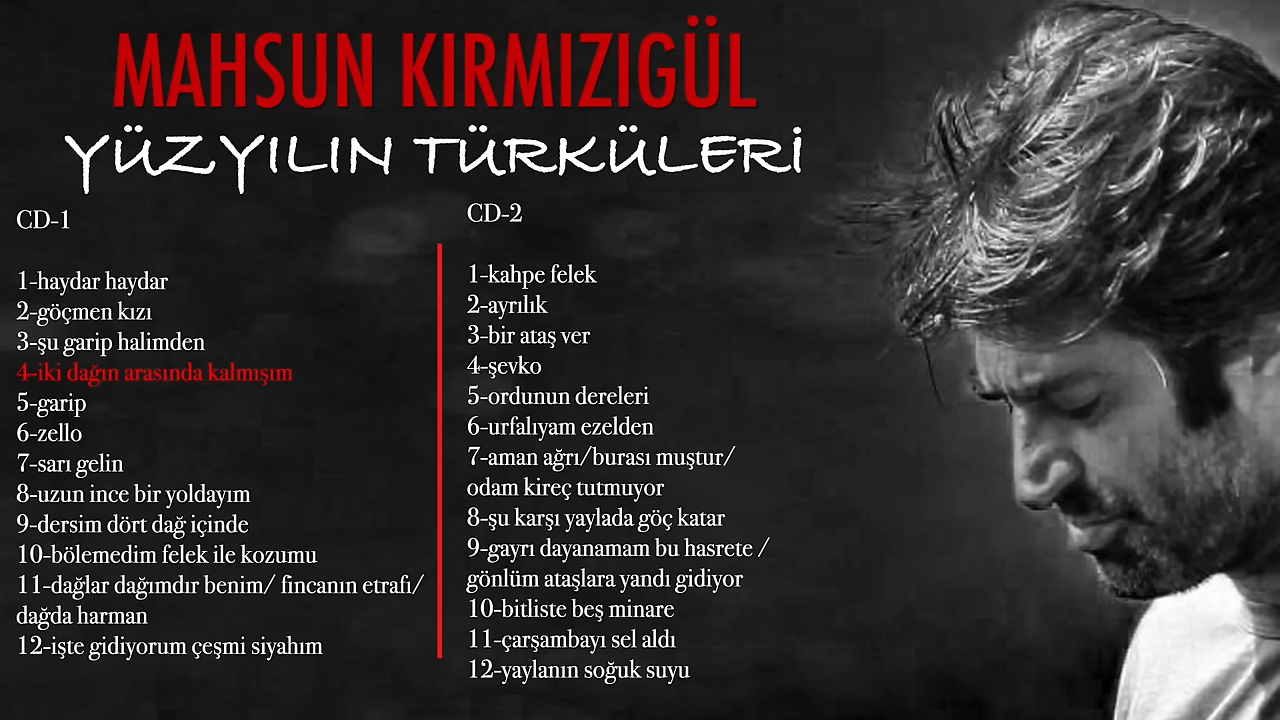 MAHSUN KIRMIZIGÜL
YÜZYILIN TÜRKÜLERİ
CD-1
1-haydar haydar
2-göçmen kızı
3-şu garip halimden
4-iki dağın arasında kalmışım
5-garip
6-zello
7-sarı gelin
8-uzun ince bir yoldayım
9-dersim dört dağ içinde
10-bölemedim felek ile kozumu
11-dağlar dağımdır benim/ fincanın etrafı/
dağda harman
12-işte gidiyorum çeşmi siyahım
CD-2
1-kahpe felek
2-ayrılık
3-bir ataş ver
4-şevko
5-ordunun dereleri
6-urfalıyam ezelden
7-aman ağrı/burası muştur/
odam kireç tutmuyor
8-şu karşı yaylada göç katar
9-gayrı dayanamam bu hasrete /
gönlüm ataşlara yandı gidiyor
10-bitliste beş minare
11-çarşambayı sel aldı
12-yaylanın soğuk suyu